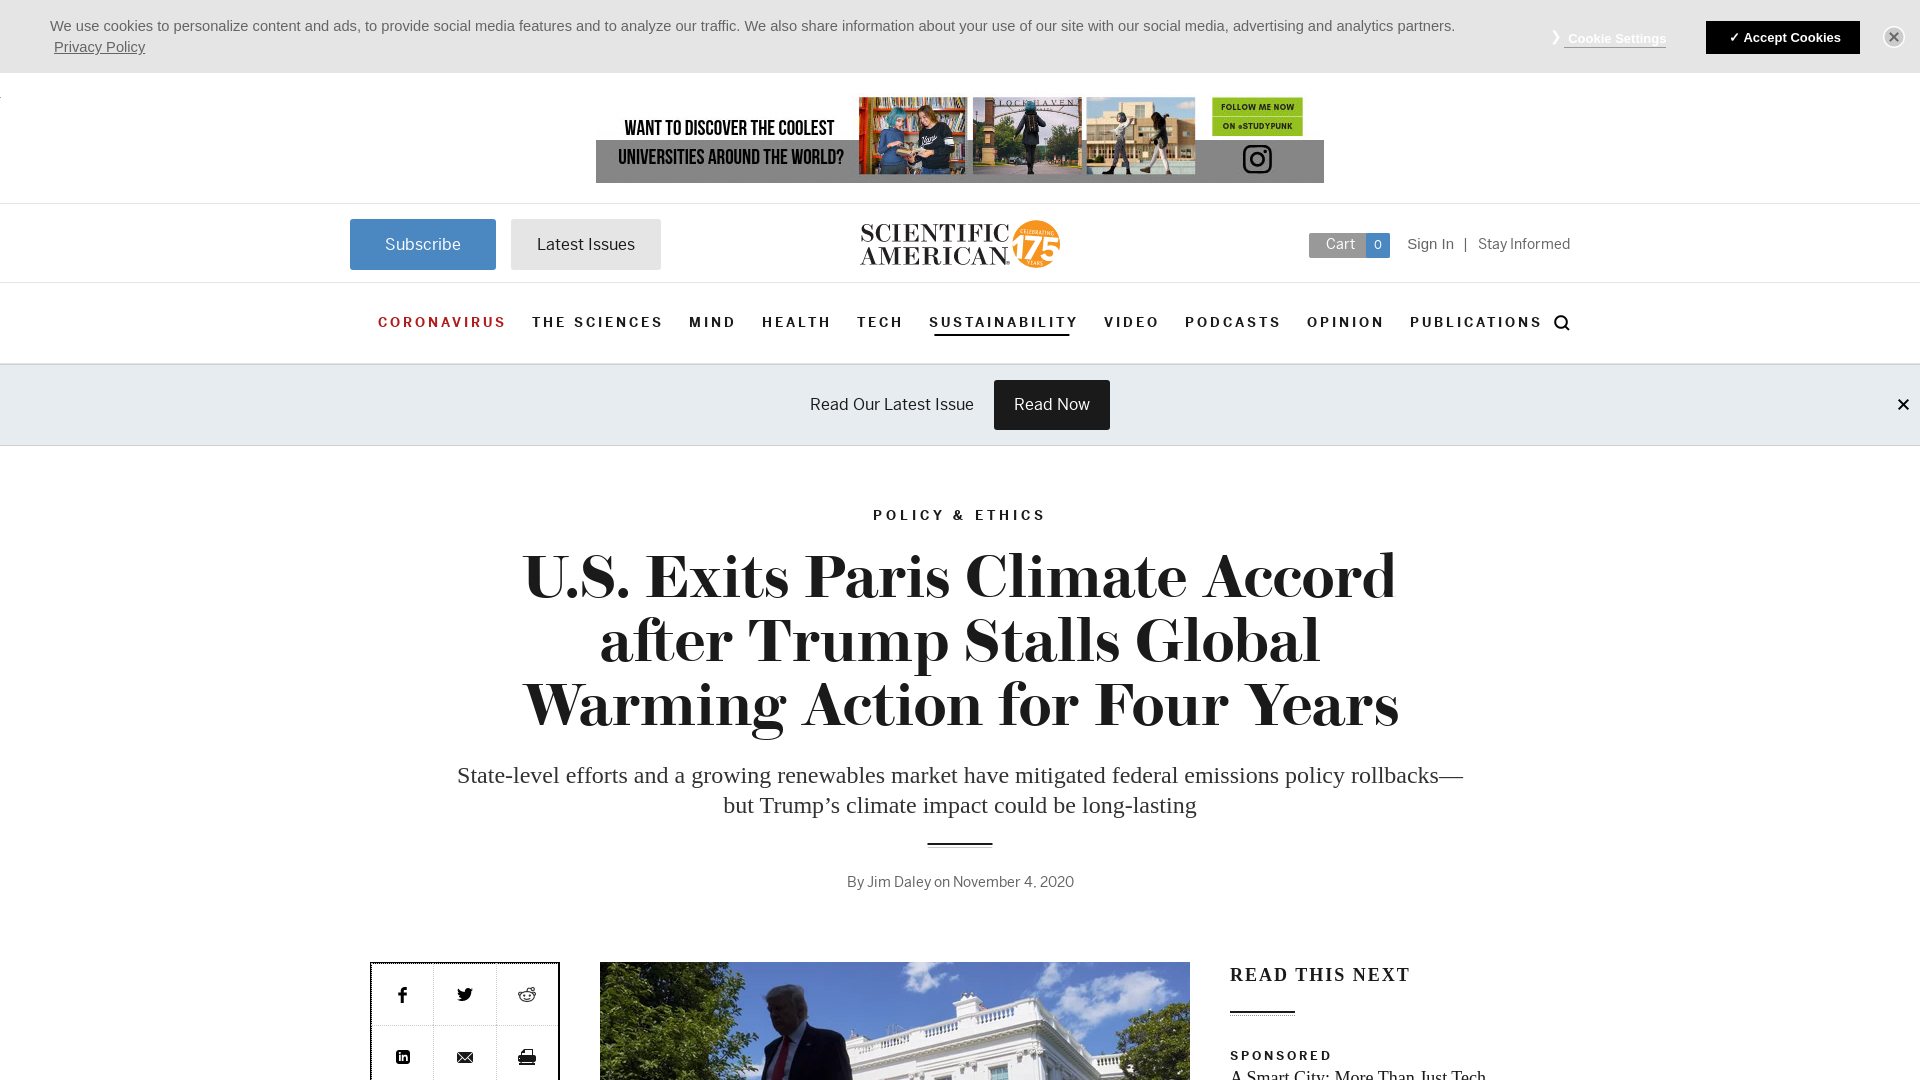 We use cookies to personalize content and ads, to provide social media features and to analyze our traffic. We also share information about your use of our site with our social media, advertising and analytics partners.
Privacy Policy
❯ Cookie Settings
✓ Accept Cookies
WANT TO DISCOVER THE COOLEST
UNIVERSITIES AROUND THE WORLD?
LOCK HAVEN
FOLLOW ME NOW
ON @STUDYPUNK
Subscribe
Latest Issues
SCIENTIFIC
AMERICAN
CELEBRATING
175
YEARS
Cart 0
Sign In | Stay Informed
CORONAVIRUS THE SCIENCES MIND HEALTH TECH SUSTAINABILITY VIDEO PODCASTS OPINION PUBLICATIONS
Read Our Latest Issue
Read Now
POLICY & ETHICS
U.S. Exits Paris Climate Accord
after Trump Stalls Global
Warming Action for Four Years
State-level efforts and a growing renewables market have mitigated federal emissions policy rollbacks—
but Trump’s climate impact could be long-lasting
By Jim Daley on November 4, 2020
READ THIS NEXT
SPONSORED
A Smart City: More Than Just Tech